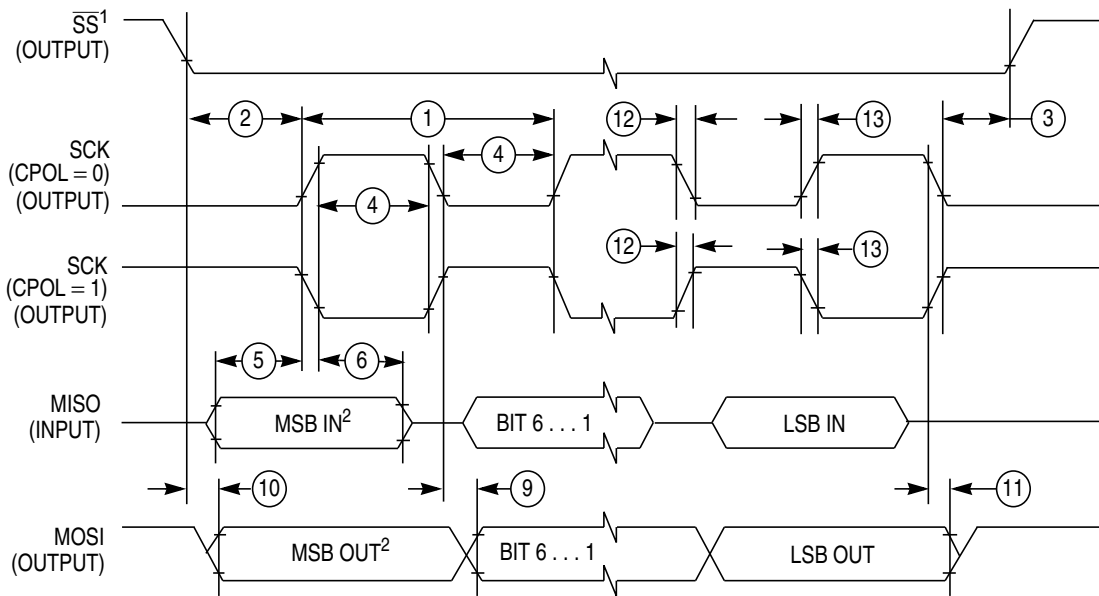 SS¹
(OUTPUT)
2
1
12
13
3
SCK
(CPOL = 0)
(OUTPUT)
4
4
SCK
(CPOL = 1)
(OUTPUT)
12
13
5
6
MISO
(INPUT)
MSB IN²
BIT 6 . . . 1
LSB IN
10
9
11
MOSI
(OUTPUT)
MSB OUT²
BIT 6 . . . 1
LSB OUT